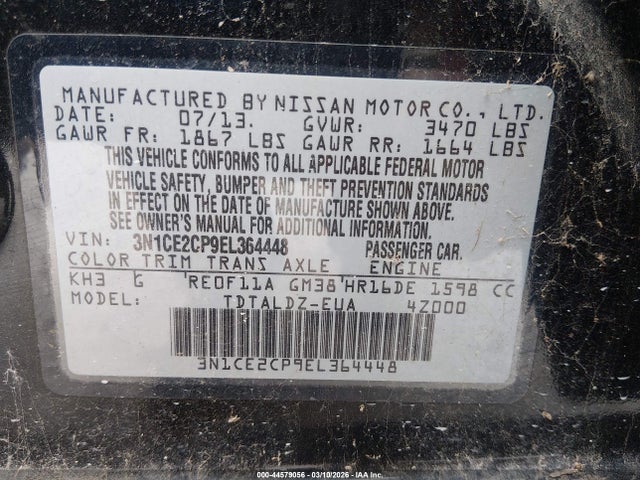 MANUFACTURED BY NISSAN MOTOR CO., LTD.
DATE: 07/13. GVWR: 3470 LBS
GAWR FR: 1867 LBS GAWR RR: 1664 LBS
THIS VEHICLE CONFORMS TO ALL APPLICABLE FEDERAL MOTOR
VEHICLE SAFETY, BUMPER AND THEFT PREVENTION STANDARDS
IN EFFECT ON THE DATE OF MANUFACTURE SHOWN ABOVE.
SEE OWNER'S MANUAL FOR ADDITIONAL INFORMATION.
VIN: 3N1CE2CP9EL364448 PASSENGER CAR.
COLOR TRIM TRANS AXLE ENGINE
KH3 G RE0F11A GM38 HR16DE 1598 CC
MODEL: TDTALDZ-EUA 4Z000
3N1CE2CP9EL364448
000-44579056 | 03/10/2026 | IAA Inc